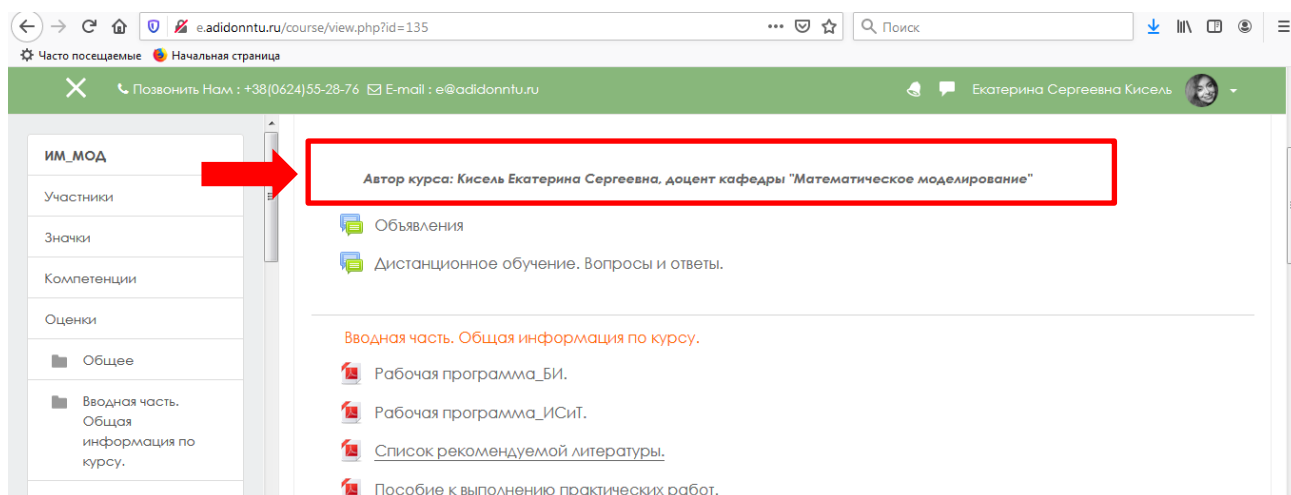 e.adidonntu.ru/course/view.php?id=135
Поиск
Часто посещаемые
Начальная страница
Позвонить Нам : +38(0624)55-28-76 E-mail : e@adidonntu.ru
Екатерина Сергеевна Кисель
ИМ_МОД
Участники
Значки
Компетенции
Оценки
Общее
Вводная часть.
Общая
информация по
курсу.
Автор курса: Кисель Екатерина Сергеевна, доцент кафедры "Математическое моделирование"
Объявления
Дистанционное обучение. Вопросы и ответы.
Вводная часть. Общая информация по курсу.
Рабочая программа_БИ.
Рабочая программа_ИСиТ.
Список рекомендуемой литературы.
Пособие к выполнению практических работ.